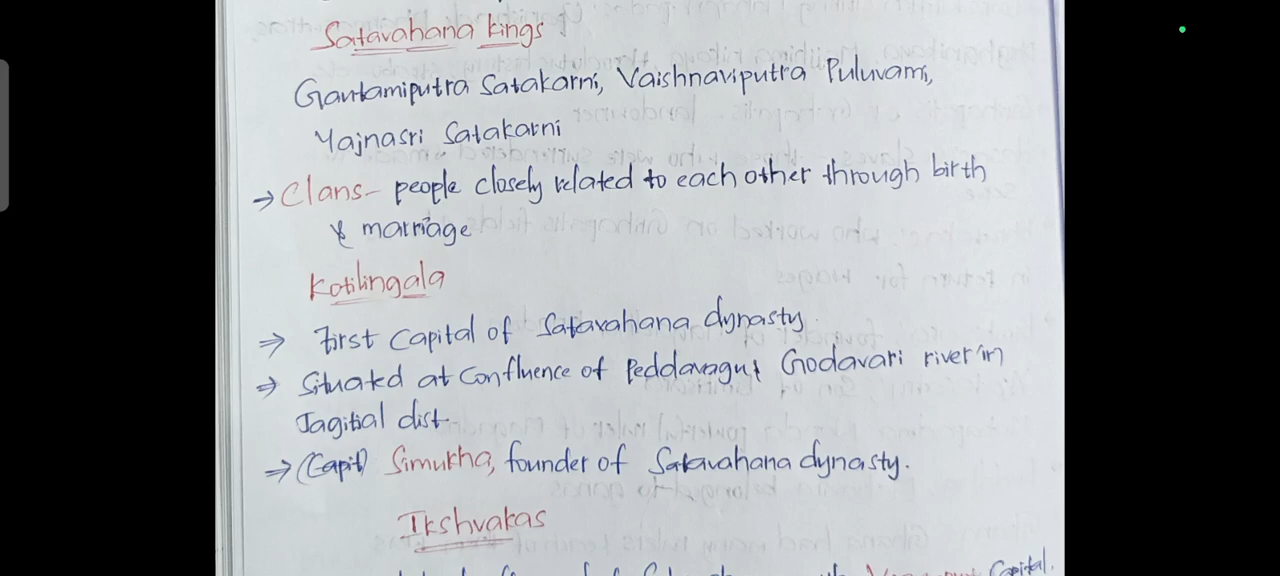 Satavahana kings
Gautamiputra Satakarni, Vaishnaviputra Puluvami,
Yajnasri Satakarni
→ Clans - people closely related to each other through birth
& marriage
Kotilingala
⇒ First Capital of Satavahana dynasty.
⇒ Situated at confluence of Peddavagu & Godavari river in
Jagitial dist.
⇒ (Capit) Simukha, founder of Satavahana dynasty.
Ikshvakas
Capital.